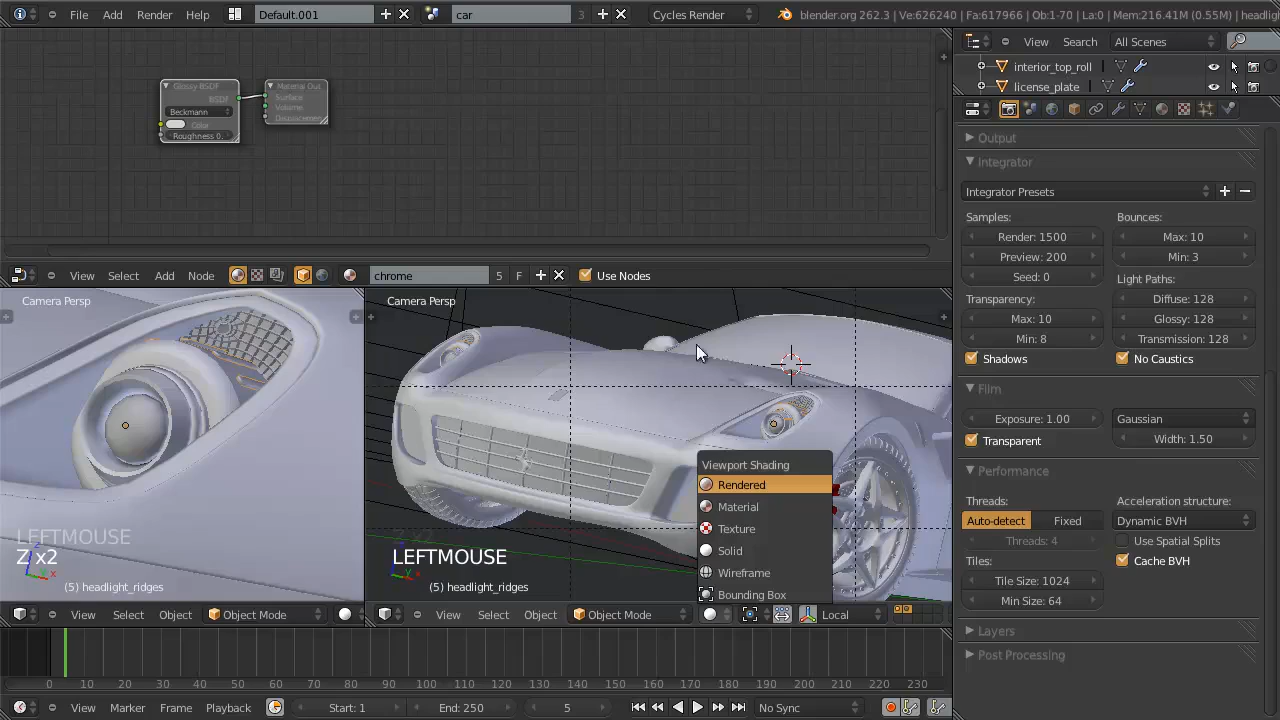 File Add Render Help Default.001 car 3 Cycles Render blender.org 262.3 | Ve:626240 | Fa:617966 | Ob:1-70 | La:0 | Mem:216.41M (0.55M) | headlig
View Search All Scenes
interior_top_roll
license_plate
Glossy BSDF
BSDF
Beckmann
Color
Roughness 0.
Material Out
Surface
Volume
Displacemen
View Select Add Node chrome 5 F Use Nodes
Output
Integrator
Integrator Presets
Samples:
Render: 1500
Preview: 200
Seed: 0
Bounces:
Max: 10
Min: 3
Transparency:
Max: 10
Min: 8
Shadows
Light Paths:
Diffuse: 128
Glossy: 128
Transmission: 128
No Caustics
Film
Exposure: 1.00
Transparent
Gaussian
Width: 1.50
Performance
Threads:
Auto-detect Fixed
Threads: 4
Tiles:
Tile Size: 1024
Min Size: 64
Acceleration structure:
Dynamic BVH
Use Spatial Splits
Cache BVH
Layers
Post Processing
Camera Persp
LEFTMOUSE
Z x2
(5) headlight_ridges
View Select Object Object Mode
Camera Persp
LEFTMOUSE
(5) headlight_ridges
Viewport Shading
Rendered
Material
Texture
Solid
Wireframe
Bounding Box
View Select Object Object Mode Local
0 10 20 30 40 50 60 70 80 90 100 110 120 130 140 150 160 170 180 190 200 210 220 230
View Marker Frame Playback Start: 1 End: 250 5 No Sync